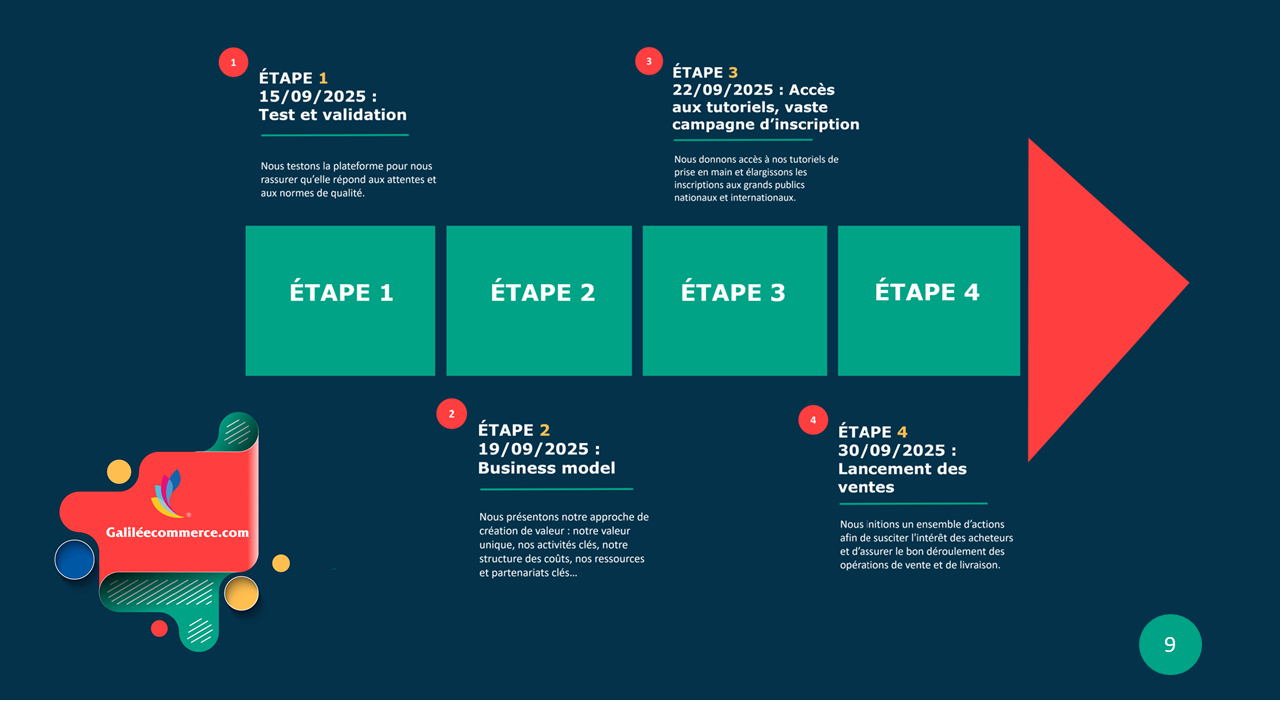 1
ÉTAPE 1
15/09/2025 :
Test et validation
Nous testons la plateforme pour nous
rassurer qu'elle répond aux attentes et
aux normes de qualité.
3
ÉTAPE 3
22/09/2025 : Accès
aux tutoriels, vaste
campagne d’inscription
Nous donnons accès à nos tutoriels de
prise en main et élargissons les
inscriptions aux grands publics
nationaux et internationaux.
ÉTAPE 1
ÉTAPE 2
ÉTAPE 3
ÉTAPE 4
2
ÉTAPE 2
19/09/2025 :
Business model
Nous présentons notre approche de
création de valeur : notre valeur
unique, nos activités clés, notre
structure des coûts, nos ressources
et partenariats clés…
4
ÉTAPE 4
30/09/2025 :
Lancement des
ventes
Nous initions un ensemble d’actions
afin de susciter l’intérêt des acheteurs
et d’assurer le bon déroulement des
opérations de vente et de livraison.
®
Galiléecommerce.com
9